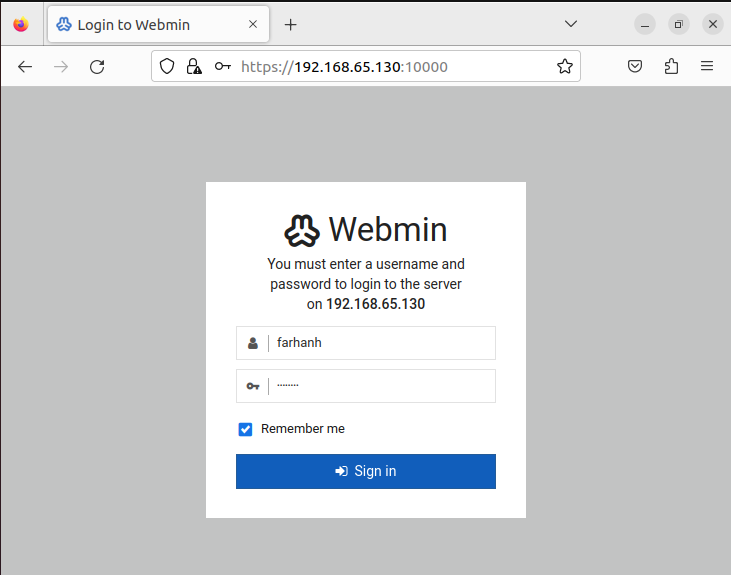 Login to Webmin
https://192.168.65.130:10000
Webmin
You must enter a username and
password to login to the server
on 192.168.65.130
farhanh
········
Remember me
Sign in